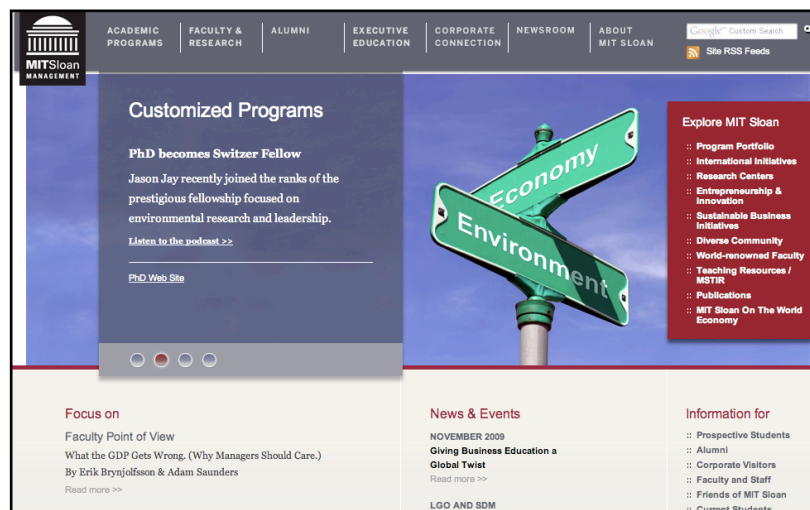 MITSloan
MANAGEMENT
ACADEMIC
PROGRAMS
FACULTY &
RESEARCH
ALUMNI
EXECUTIVE
EDUCATION
CORPORATE
CONNECTION
NEWSROOM
ABOUT
MIT SLOAN
Google™ Custom Search
Site RSS Feeds
Customized Programs
PhD becomes Switzer Fellow
Jason Jay recently joined the ranks of the
prestigious fellowship focused on
environmental research and leadership.
Listen to the podcast >>
PhD Web Site
Economy
Environment
Explore MIT Sloan
:: Program Portfolio
:: International Initiatives
:: Research Centers
:: Entrepreneurship &
Innovation
:: Sustainable Business
Initiatives
:: Diverse Community
:: World-renowned Faculty
:: Teaching Resources /
MSTIR
:: Publications
:: MIT Sloan On The World
Economy
Focus on
Faculty Point of View
What the GDP Gets Wrong. (Why Managers Should Care.)
By Erik Brynjolfsson & Adam Saunders
Read more >>
News & Events
NOVEMBER 2009
Giving Business Education a
Global Twist
Read more >>
LGO AND SDM
Information for
:: Prospective Students
:: Alumni
:: Corporate Visitors
:: Faculty and Staff
:: Friends of MIT Sloan
:: Current Students